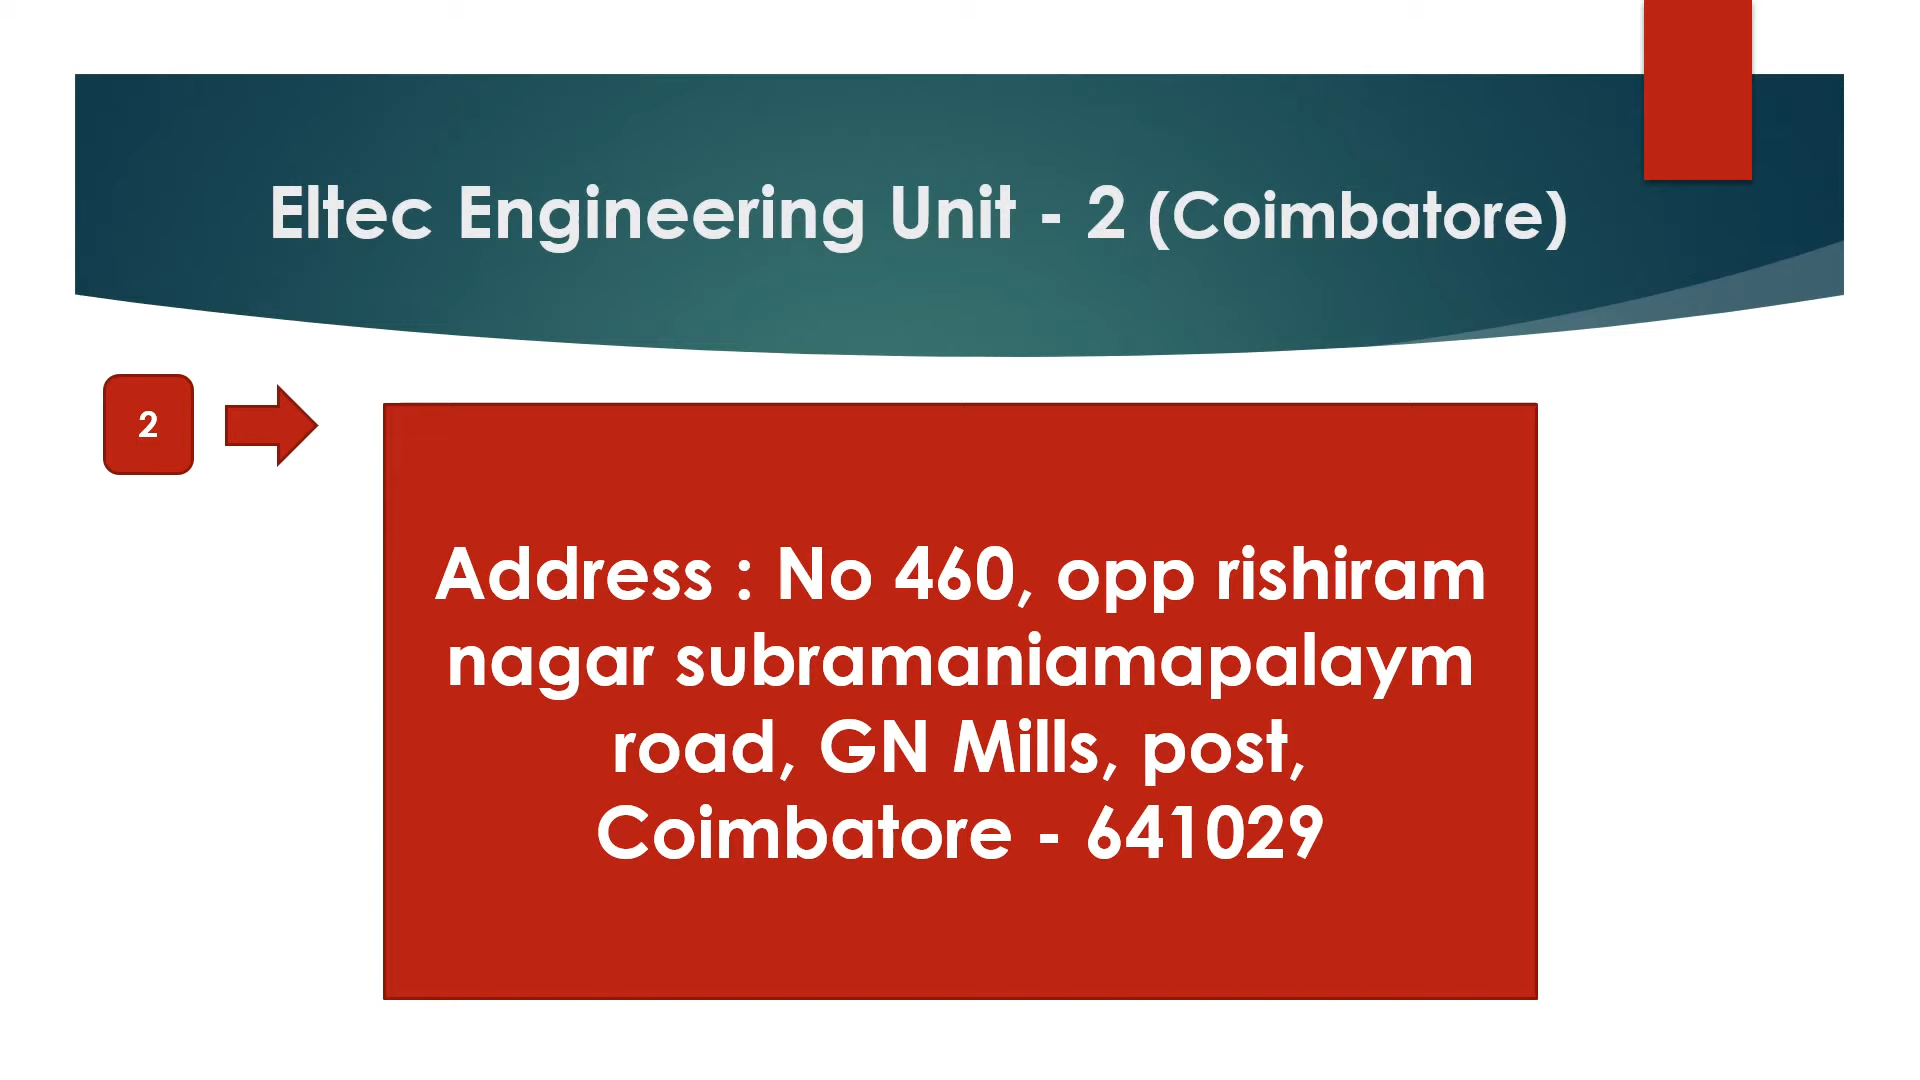 Eltec Engineering Unit - 2 (Coimbatore)
2
Address : No 460, opp rishiram
nagar subramaniamapalaym
road, GN Mills, post,
Coimbatore - 641029